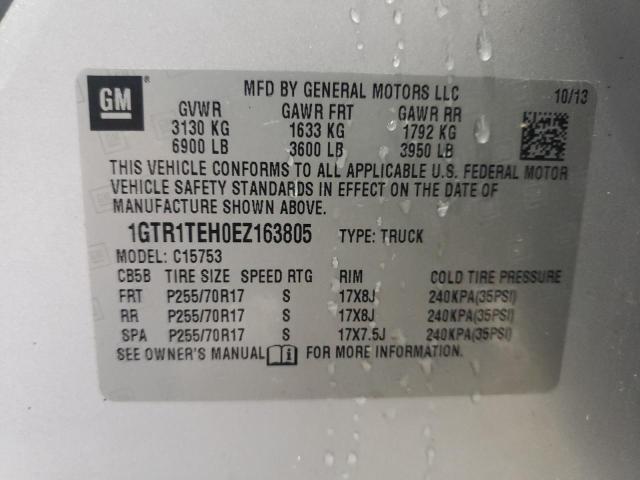 GM
MFD BY GENERAL MOTORS LLC 10/13
GVWR GAWR FRT GAWR RR
3130 KG 1633 KG 1792 KG
6900 LB 3600 LB 3950 LB
THIS VEHICLE CONFORMS TO ALL APPLICABLE U.S. FEDERAL MOTOR
VEHICLE SAFETY STANDARDS IN EFFECT ON THE DATE OF
MANUFACTURE SHOWN ABOVE.
1GTR1TEH0EZ163805 TYPE: TRUCK
MODEL: C15753
CB5B TIRE SIZE SPEED RTG RIM COLD TIRE PRESSURE
FRT P255/70R17 S 17X8J 240KPA(35PSI)
RR P255/70R17 S 17X8J 240KPA(35PSI)
SPA P255/70R17 S 17X7.5J 240KPA(35PSI)
SEE OWNER'S MANUAL FOR MORE INFORMATION.